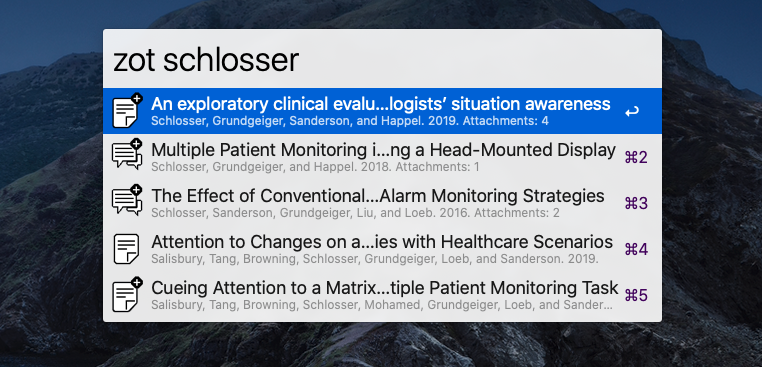 zot schlosser
An exploratory clinical evalu...logists’ situation awareness
Schlosser, Grundgeiger, Sanderson, and Happel. 2019. Attachments: 4
↩
Multiple Patient Monitoring i...ng a Head-Mounted Display
Schlosser, Grundgeiger, and Happel. 2018. Attachments: 1
⌘2
The Effect of Conventional...Alarm Monitoring Strategies
Schlosser, Sanderson, Grundgeiger, Liu, and Loeb. 2016. Attachments: 2
⌘3
Attention to Changes on a...ies with Healthcare Scenarios
Salisbury, Tang, Browning, Schlosser, Grundgeiger, Loeb, and Sanderson. 2019.
⌘4
Cueing Attention to a Matrix...tiple Patient Monitoring Task
Salisbury, Tang, Browning, Schlosser, Mohamed, Grundgeiger, Loeb, and Sander...
⌘5